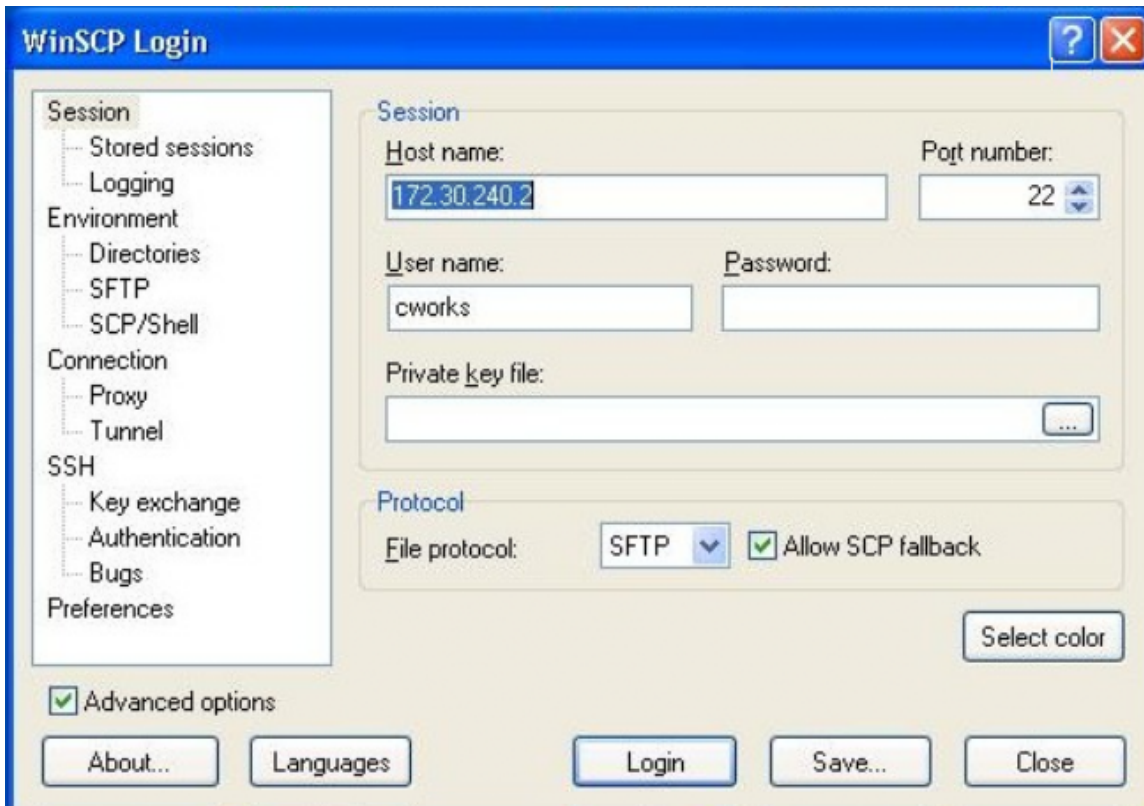 WinSCP Login
Session
Stored sessions
Logging
Environment
Directories
SFTP
SCP/Shell
Connection
Proxy
Tunnel
SSH
Key exchange
Authentication
Bugs
Preferences
Session
Host name: Port number:
172.30.240.2 22
User name: Password:
cworks
Private key file:
...
Protocol
File protocol: SFTP Allow SCP fallback
Select color
Advanced options
About... Languages Login Save... Close